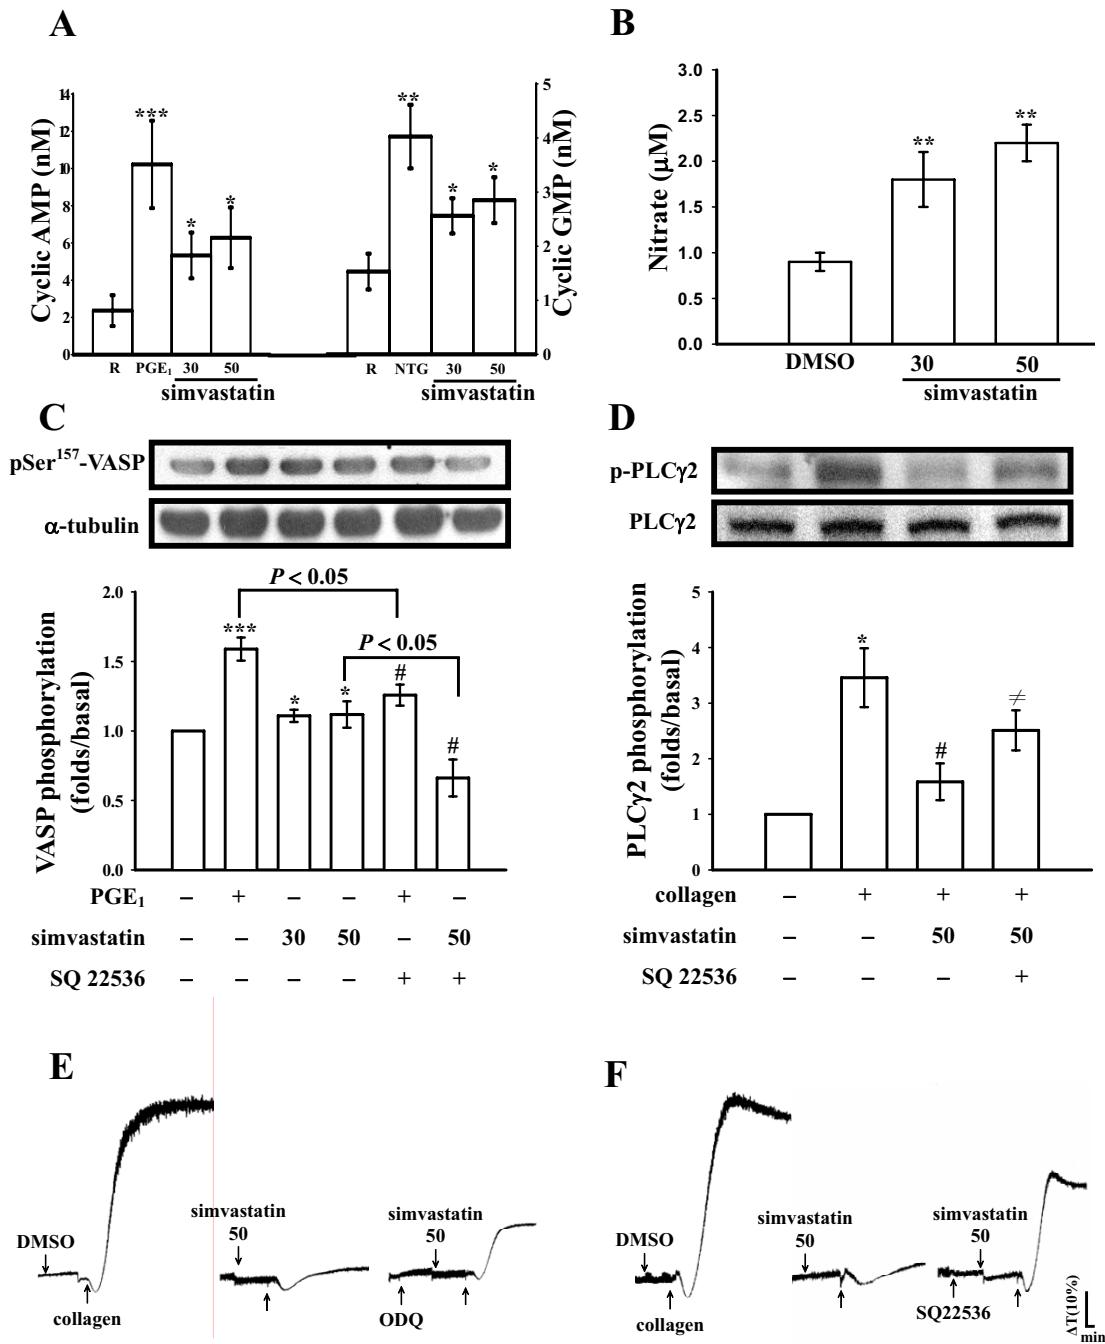 A
Cyclic AMP (nM)
14
12
10
8
6
4
2
0
***
*
*
**
*
*
5
4
3
2
1
0
Cyclic GMP (nM)
R PGE₁ 30 50
simvastatin
R NTG 30 50
simvastatin
B
Nitrate (μM)
3.0
2.5
2.0
1.5
1.0
0.5
0.0
**
**
DMSO 30 50
simvastatin
C
pSer¹⁵⁷-VASP
α-tubulin
VASP phosphorylation
(folds/basal)
2.0
1.5
1.0
0.5
0.0
P < 0.05
P < 0.05
***
*
*
#
#
PGE₁ – + – – + –
simvastatin – – 30 50 – 50
SQ 22536 – – – – + +
D
p-PLCγ2
PLCγ2
PLCγ2 phosphorylation
(folds/basal)
5
4
3
2
1
0
*
#
≠
collagen – + + +
simvastatin – – 50 50
SQ 22536 – – – +
E
DMSO
collagen
simvastatin
50
simvastatin
50
ODQ
F
DMSO
collagen
simvastatin
50
simvastatin
50
SQ22536
ΔT(10%)
min